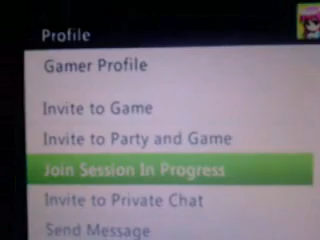 Profile
Gamer Profile
Invite to Game
Invite to Party and Game
Join Session In Progress
Invite to Private Chat
Send Message